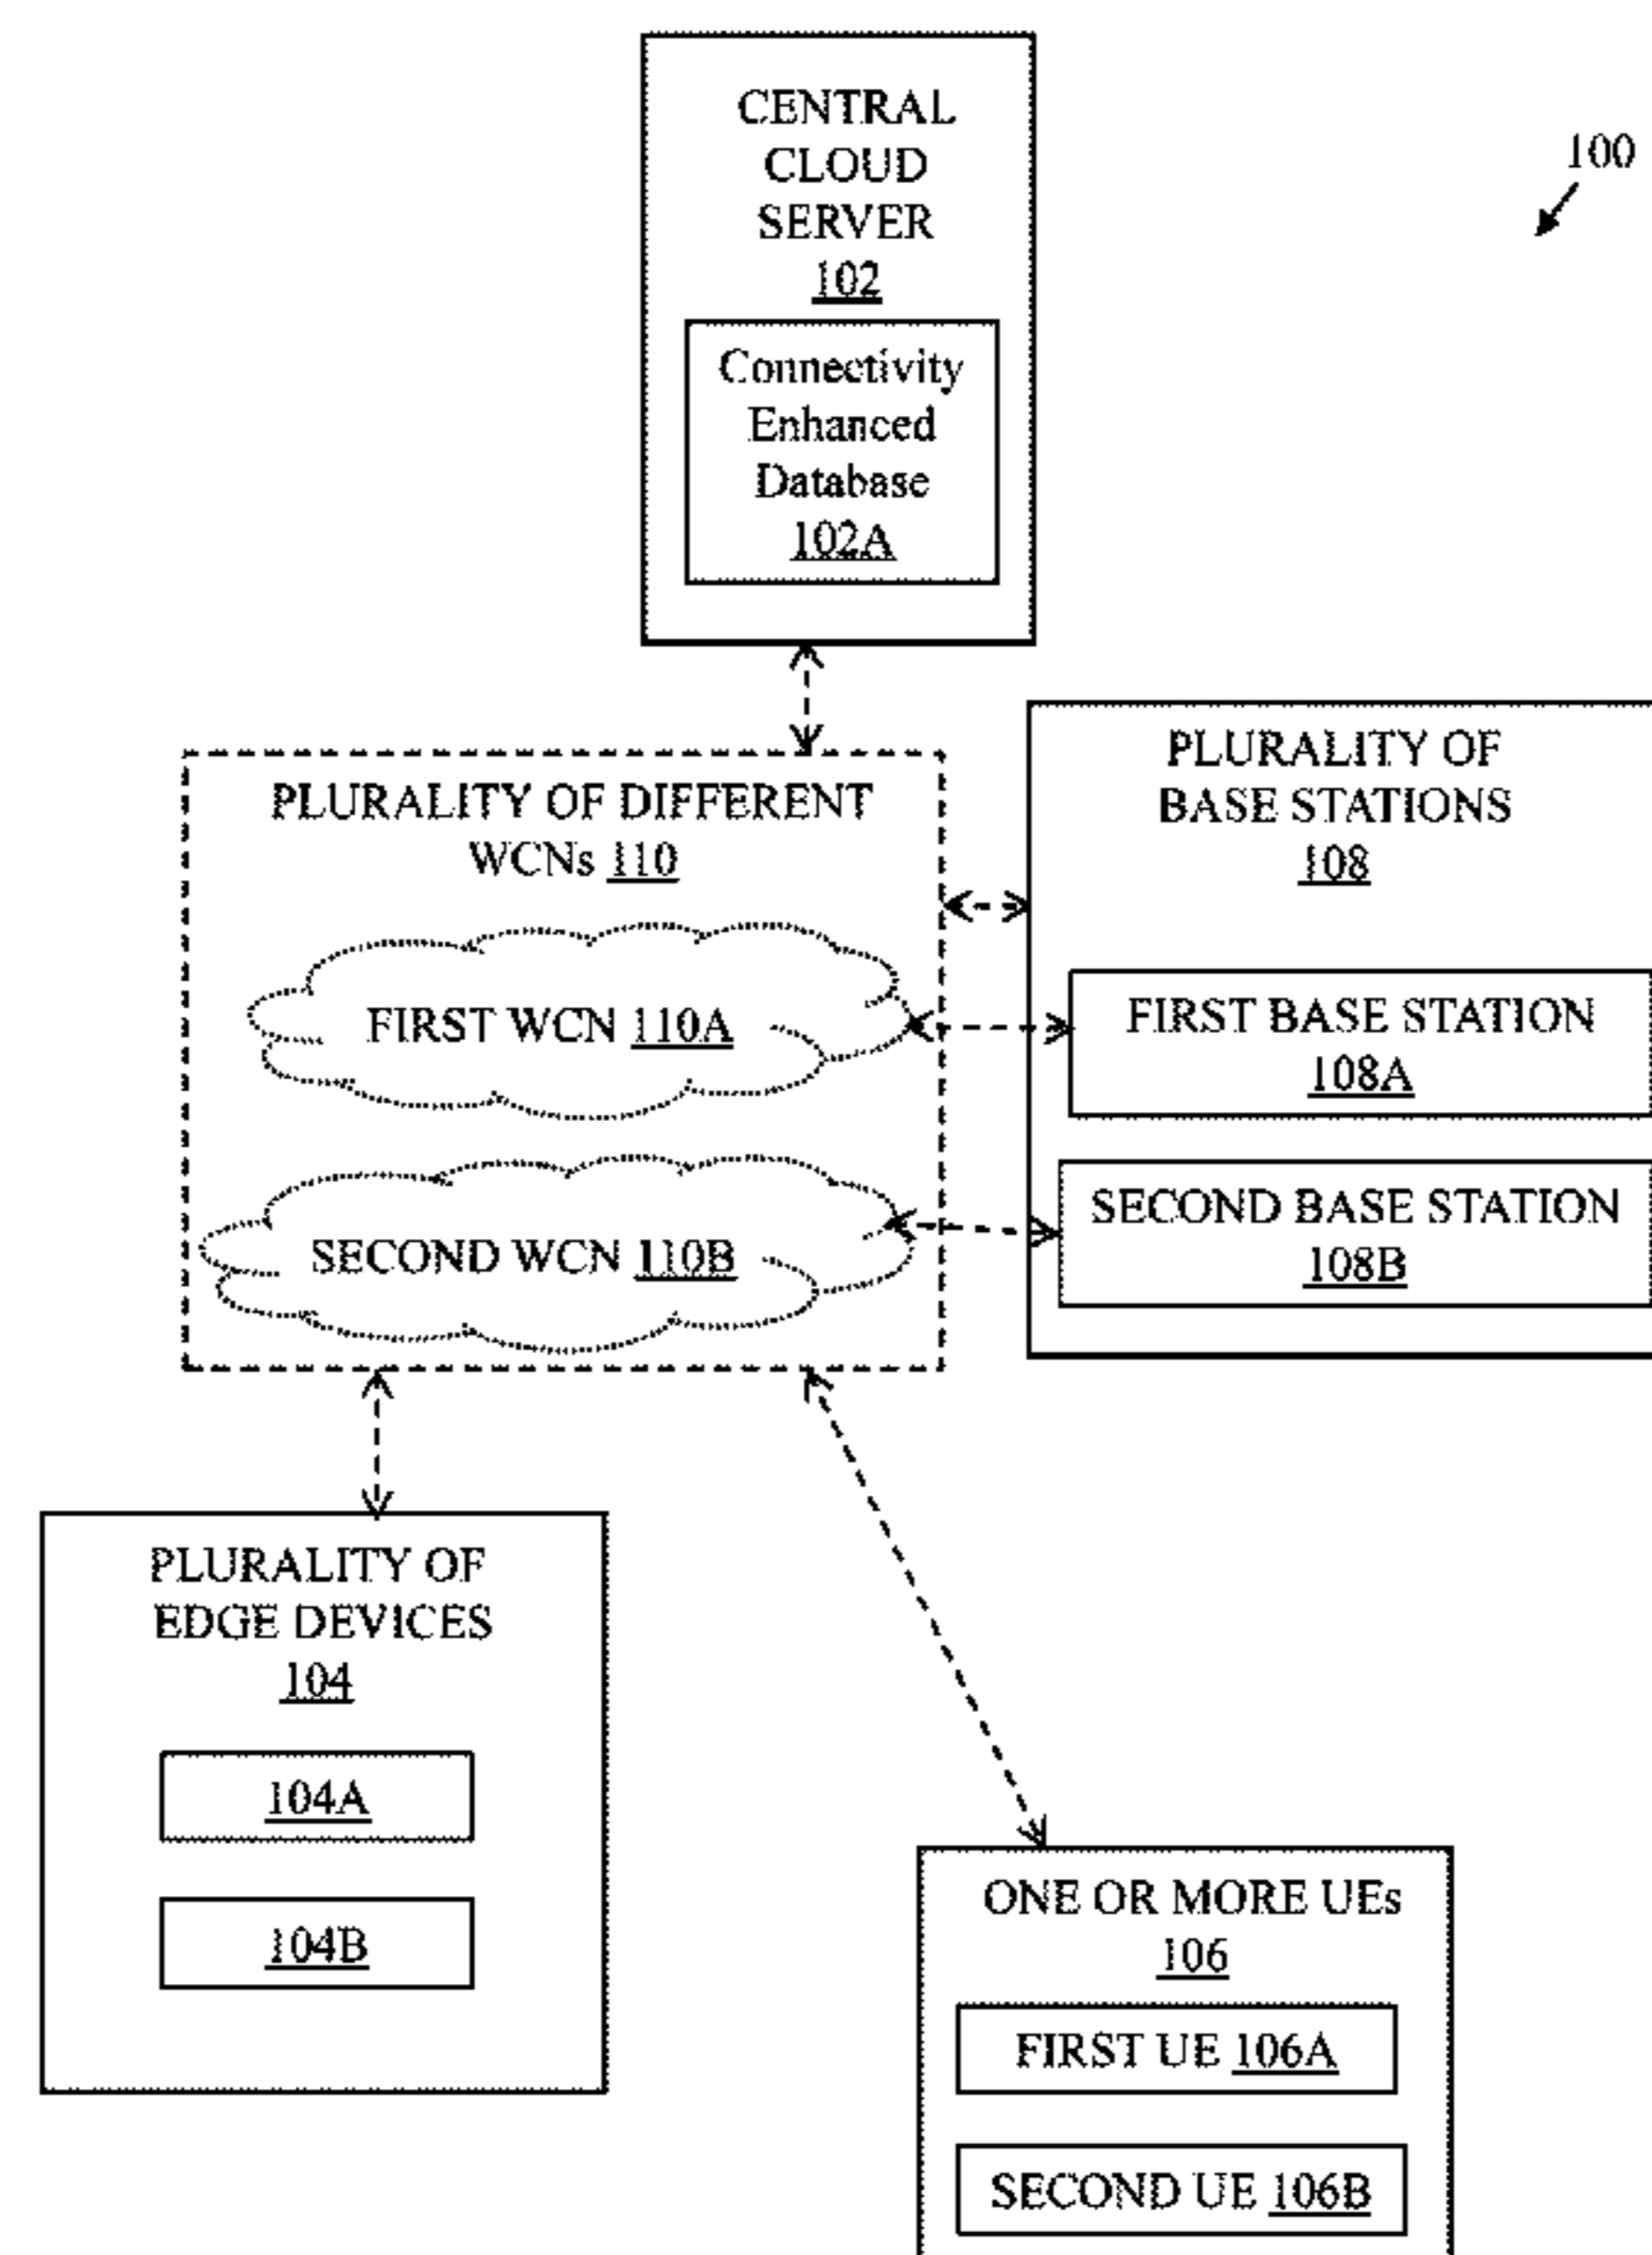 CENTRAL
CLOUD
SERVER
102
Connectivity
Enhanced
Database
102A
100
PLURALITY OF DIFFERENT
WCNs 110
FIRST WCN 110A
SECOND WCN 110B
PLURALITY OF
BASE STATIONS
108
FIRST BASE STATION
108A
SECOND BASE STATION
108B
PLURALITY OF
EDGE DEVICES
104
104A
104B
ONE OR MORE UEs
106
FIRST UE 106A
SECOND UE 106B